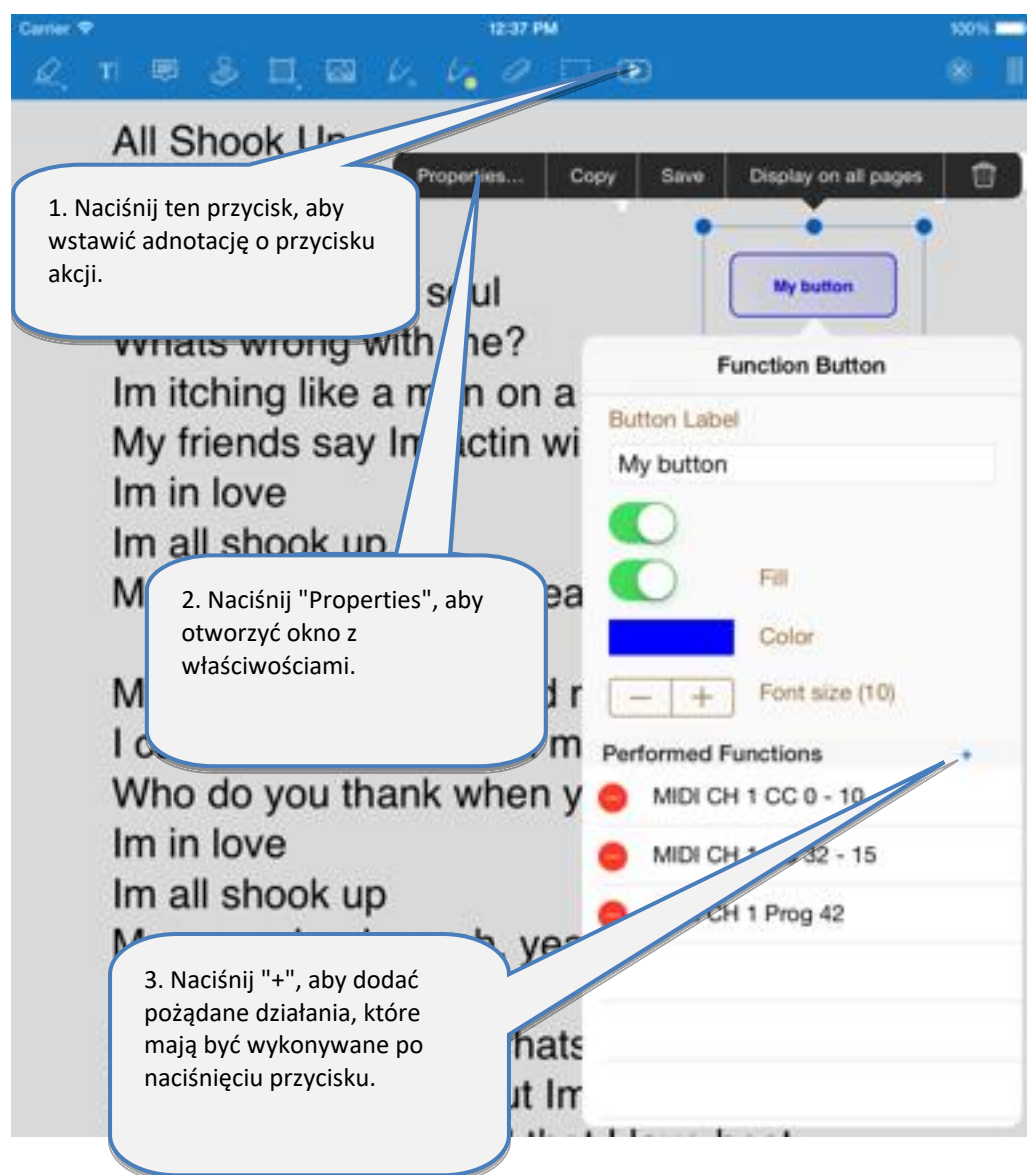 Carrier 12:37 PM 100%
All Shook Up
Properties... Copy Save Display on all pages
1. Naciśnij ten przycisk, aby
wstawić adnotację o przycisku
akcji.
My button
soul
Whats wrong with me?
Function Button
Im itching like a man on a
Button Label
My friends say Im actin wi
My button
Im in love
Im all shook up
Fill
2. Naciśnij "Properties", aby
otworzyć okno z
właściwościami.
Color
Font size (10)
Performed Functions
Who do you thank when y
MIDI CH 1 CC 0 - 10
Im in love
MIDI CH 1 32 - 15
Im all shook up
CH 1 Prog 42
3. Naciśnij "+", aby dodać
pożądane działania, które
mają być wykonywane po
naciśnięciu przycisku.
hats
ut Im